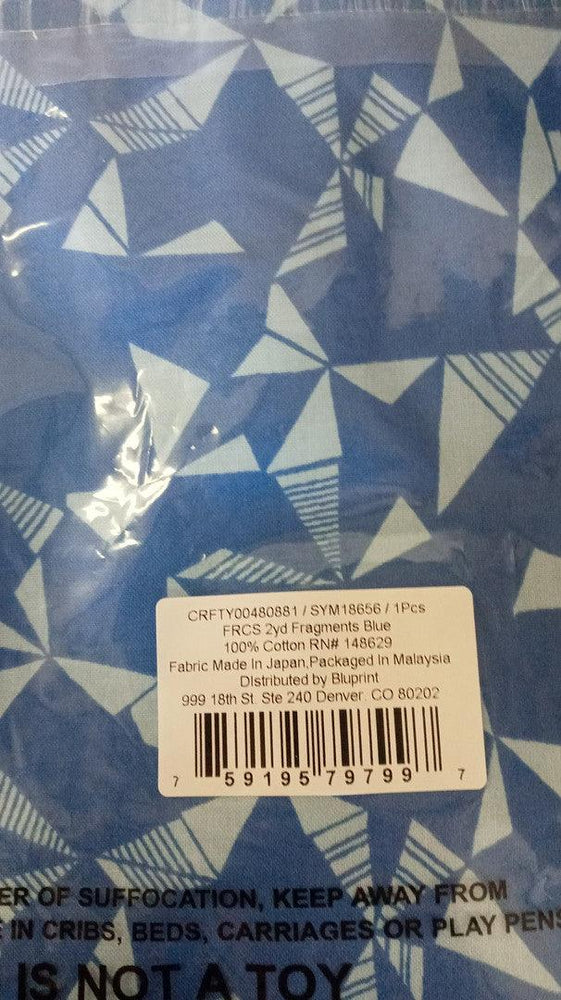 CRFTY00480881 / SYM18656 / 1Pcs
FRCS 2yd Fragments Blue
100% Cotton RN# 148629
Fabric Made In Japan,Packaged In Malaysia
DIstributed by Bluprint
999 18th St. Ste 240 Denver. CO 80202
7 59195 79799 7
OF SUFFOCATION, KEEP AWAY FROM
IN CRIBS, BEDS, CARRIAGES OR PLAY PENS
IS NOT A TOY